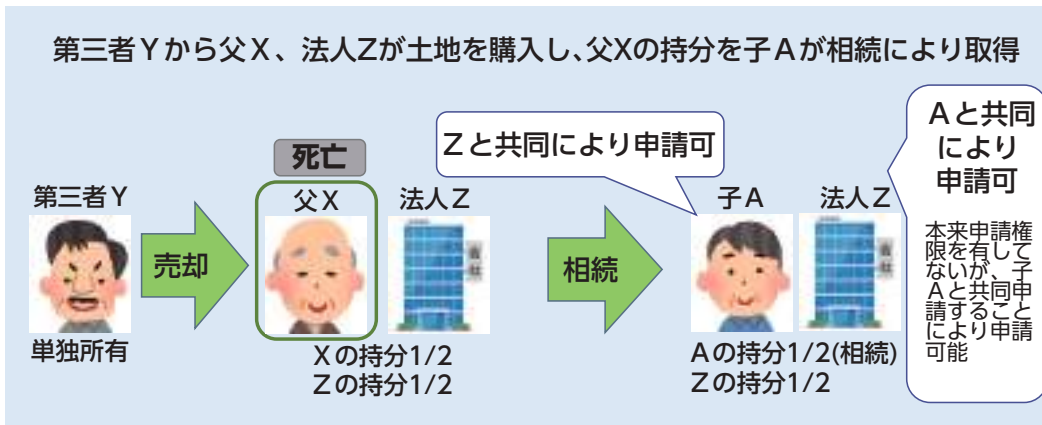 第三者Yから父X、法人Zが土地を購入し、父Xの持分を子Aが相続により取得
Zと共同により申請可
Aと共同
により
申請可
本来申請権
限を有して
ないが、子
Aと共同申
請すること
により申請
可能
死亡
第三者Y
父X
法人Z
子A
法人Z
売却
相続
単独所有
Xの持分1/2
Zの持分1/2
Aの持分1/2(相続)
Zの持分1/2